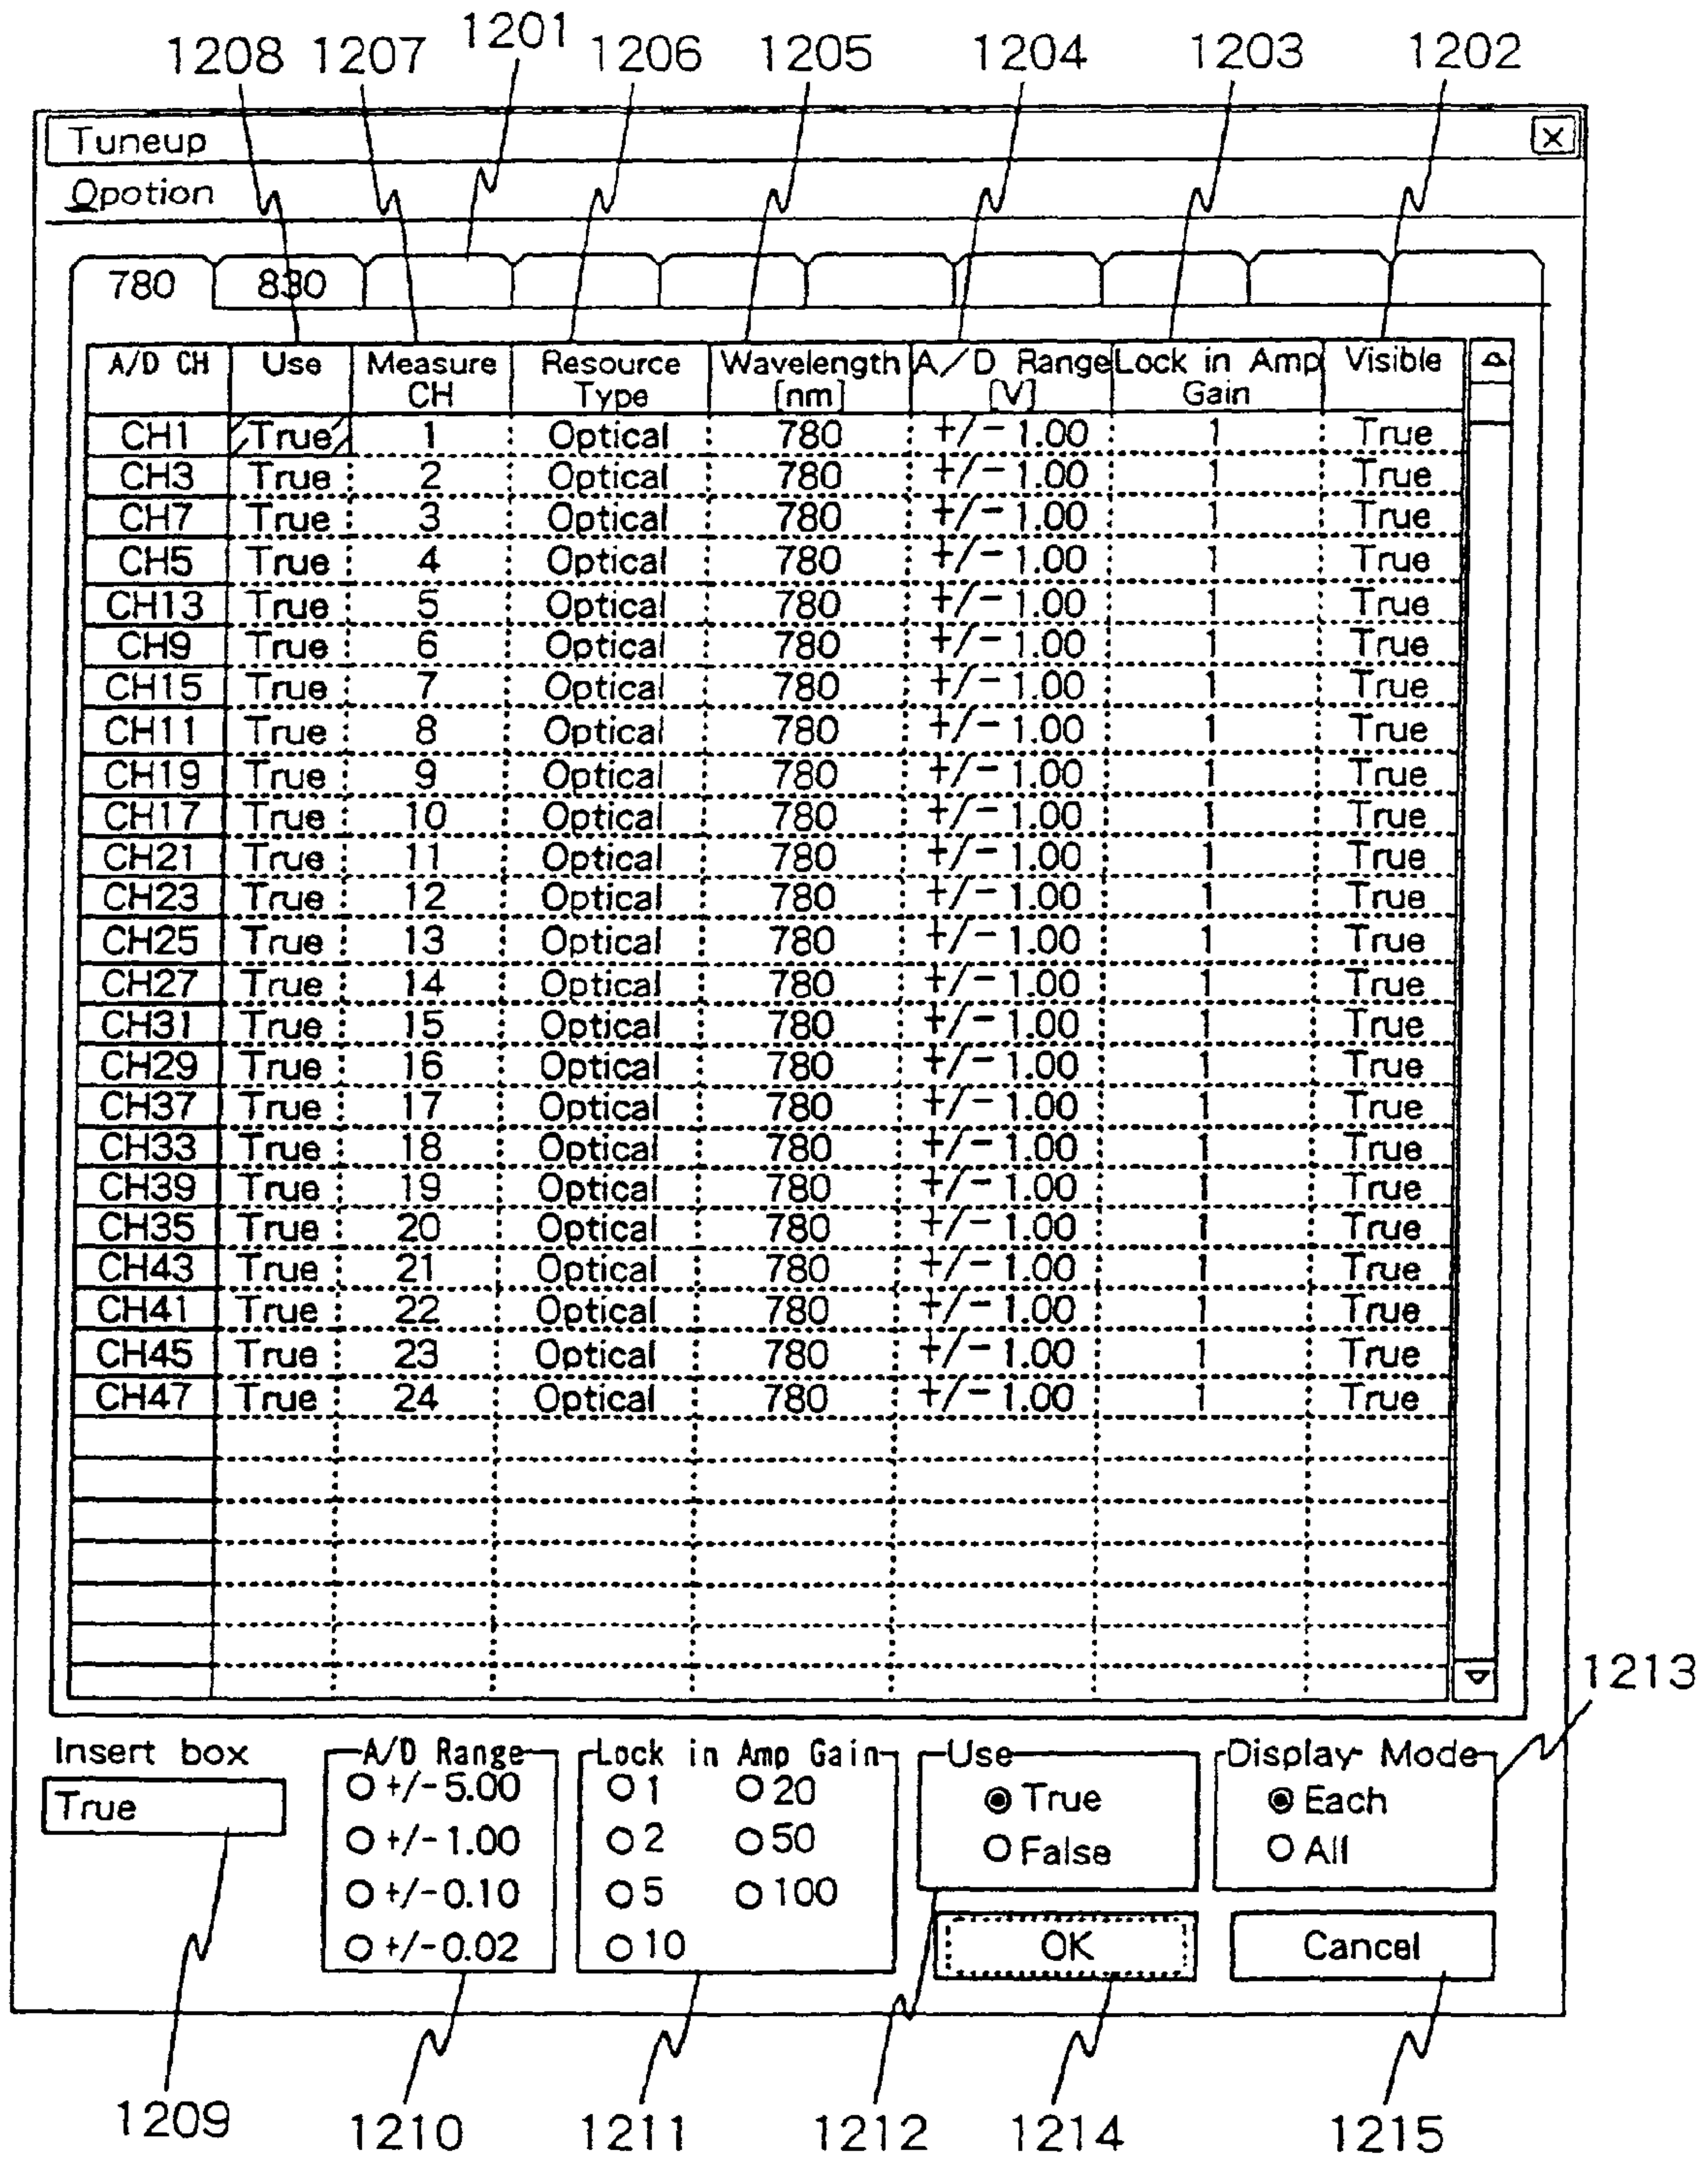 1208 1207 1201 1206 1205 1204 1203 1202
Tuneup
Qpotion
780 830
A/D CH Use Measure CH Resource Type Wavelength [nm] A/D Range [V] Lock in Amp Gain Visible
CH1 True 1 Optical 780 +/-1.00 1 True
CH3 True 2 Optical 780 +/-1.00 1 True
CH7 True 3 Optical 780 +/-1.00 1 True
CH5 True 4 Optical 780 +/-1.00 1 True
CH13 True 5 Optical 780 +/-1.00 1 True
CH9 True 6 Optical 780 +/-1.00 1 True
CH15 True 7 Optical 780 +/-1.00 1 True
CH11 True 8 Optical 780 +/-1.00 1 True
CH19 True 9 Optical 780 +/-1.00 1 True
CH17 True 10 Optical 780 +/-1.00 1 True
CH21 True 11 Optical 780 +/-1.00 1 True
CH23 True 12 Optical 780 +/-1.00 1 True
CH25 True 13 Optical 780 +/-1.00 1 True
CH27 True 14 Optical 780 +/-1.00 1 True
CH31 True 15 Optical 780 +/-1.00 1 True
CH29 True 16 Optical 780 +/-1.00 1 True
CH37 True 17 Optical 780 +/-1.00 1 True
CH33 True 18 Optical 780 +/-1.00 1 True
CH39 True 19 Optical 780 +/-1.00 1 True
CH35 True 20 Optical 780 +/-1.00 1 True
CH43 True 21 Optical 780 +/-1.00 1 True
CH41 True 22 Optical 780 +/-1.00 1 True
CH45 True 23 Optical 780 +/-1.00 1 True
CH47 True 24 Optical 780 +/-1.00 1 True
1213
Insert box A/D Range Lock in Amp Gain Use Display Mode
True +/-5.00 1 20 True Each
+/-1.00 2 50 False All
+/-0.10 5 100
+/-0.02 10 OK Cancel
1209 1210 1211 1212 1214 1215